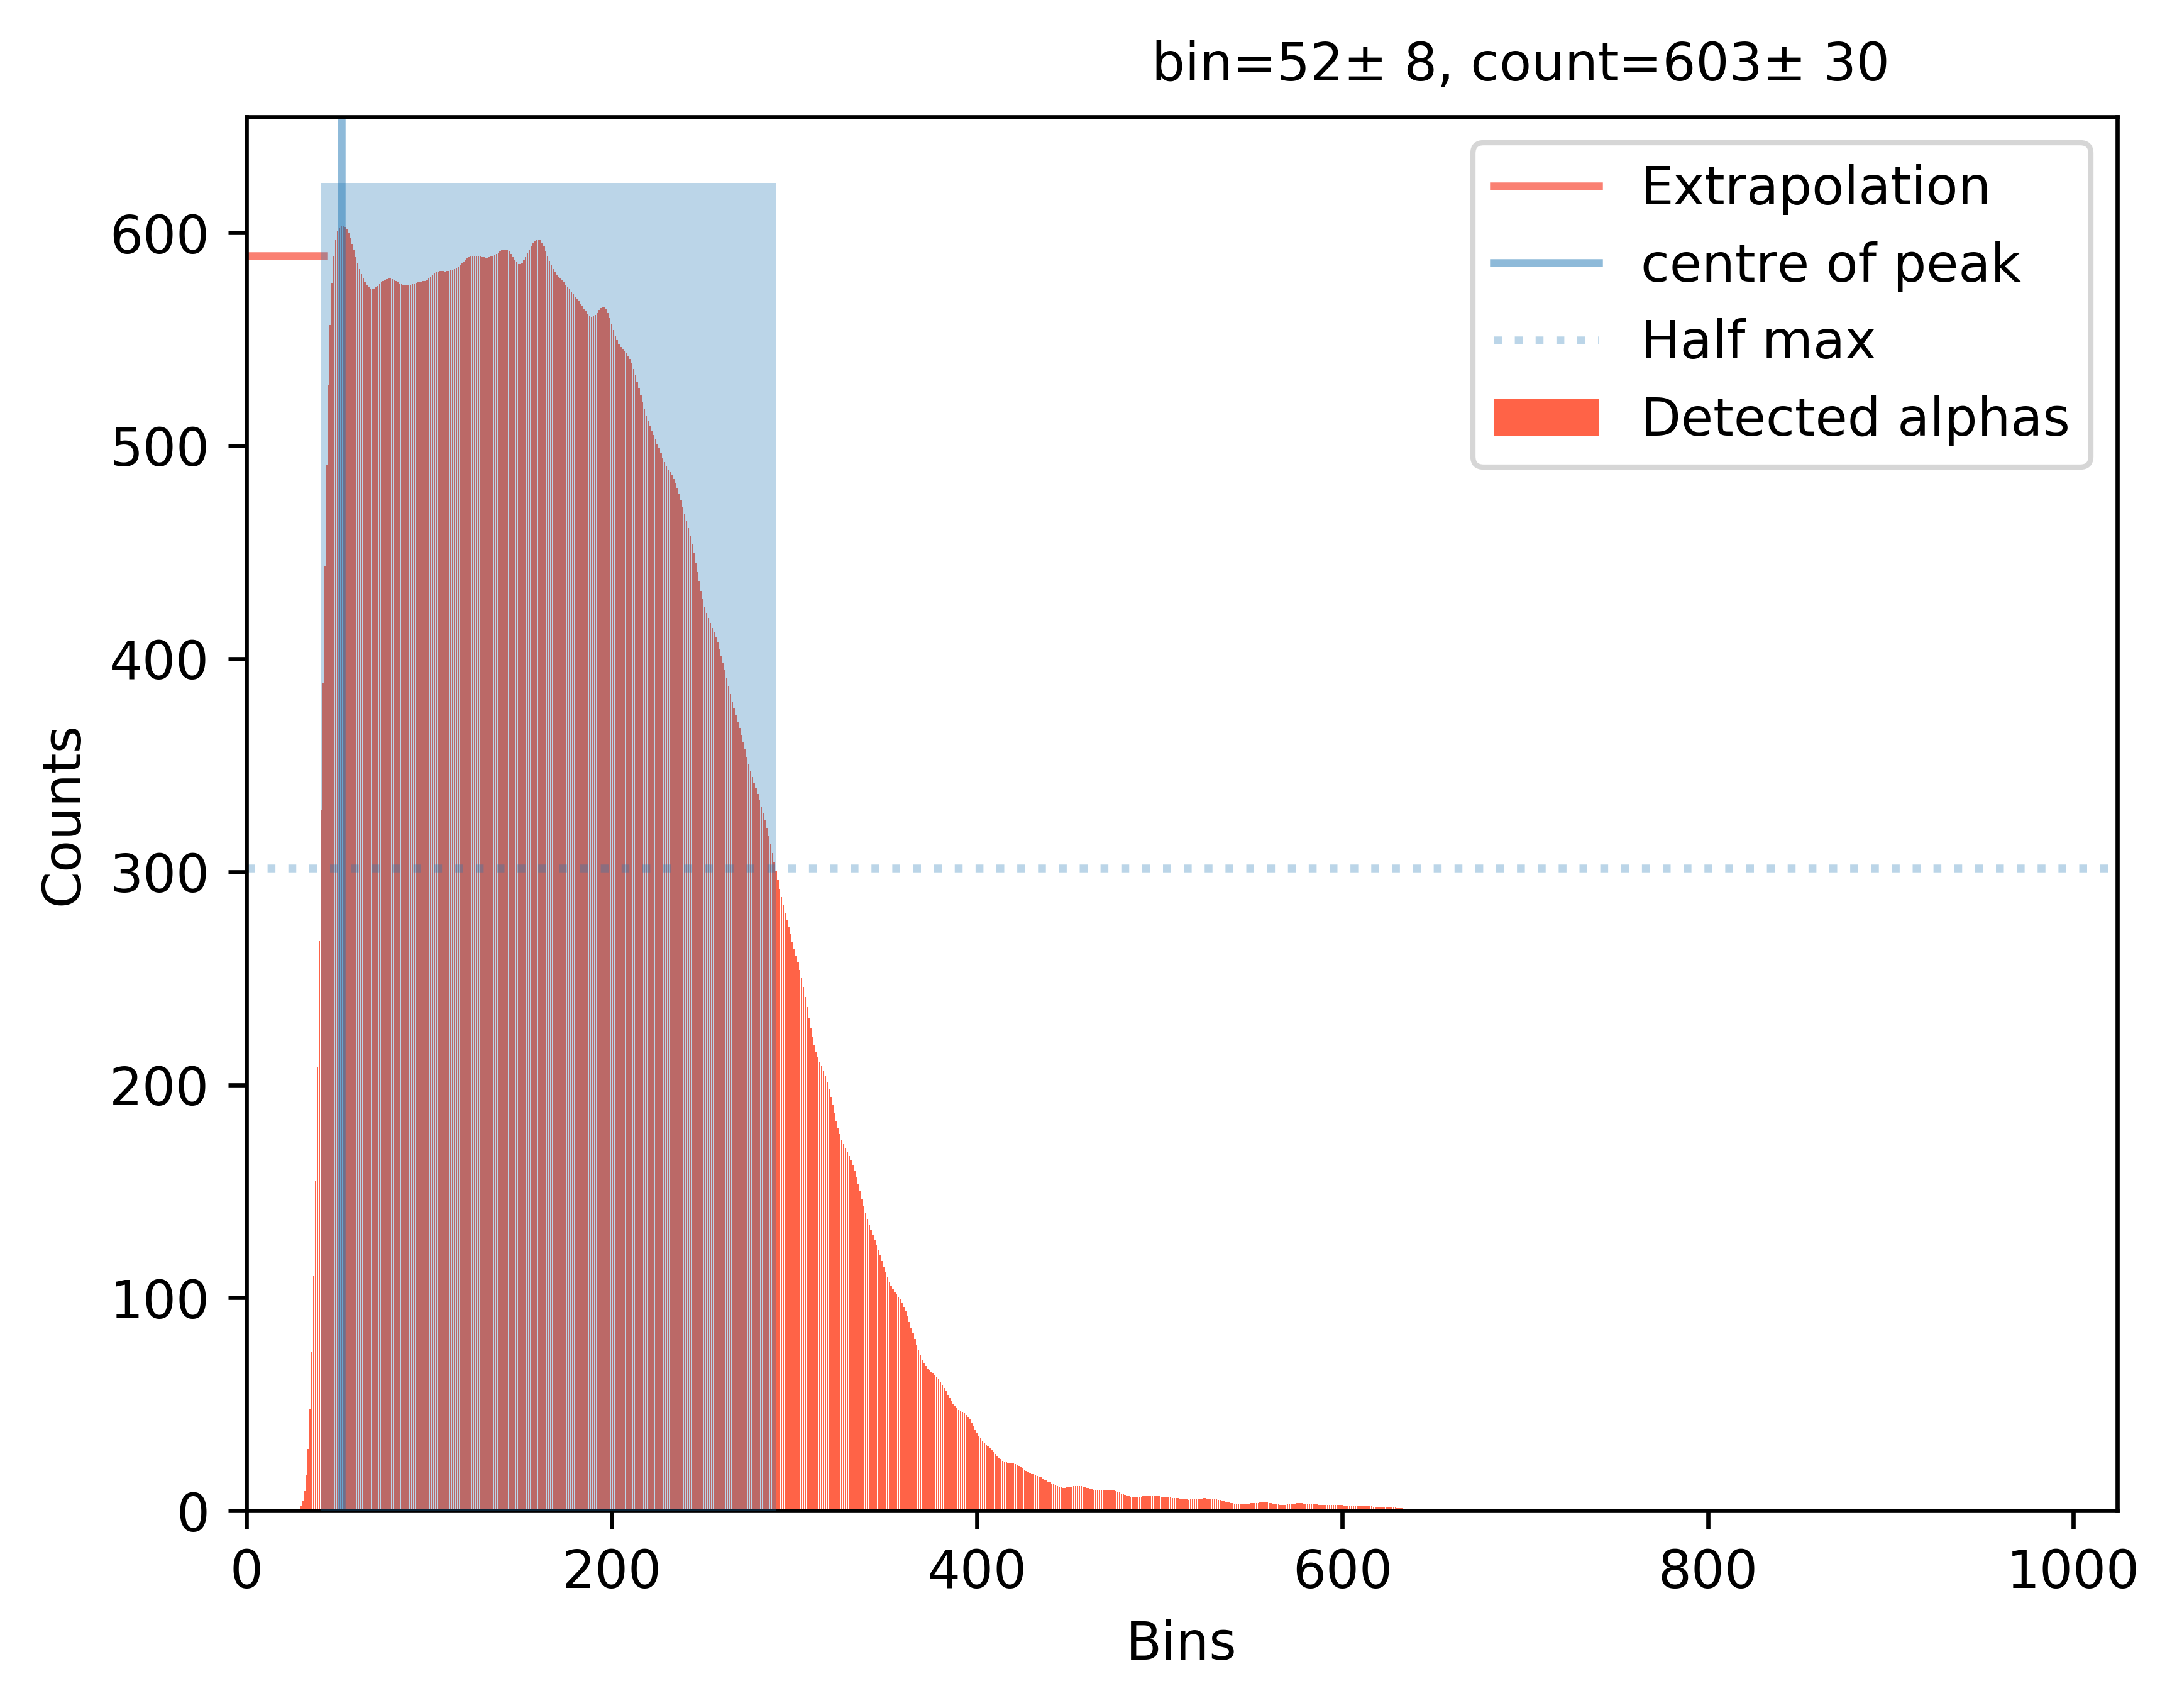 bin=52± 8, count=603± 30
Extrapolation
centre of peak
Half max
Detected alphas
600
500
400
300
200
100
0
Counts
0 200 400 600 800 1000
Bins